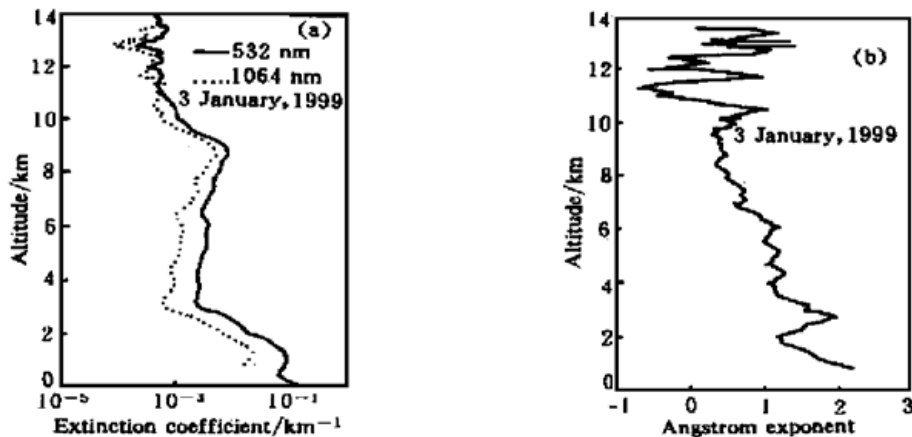 (a)
532 nm
1064 nm
3 January, 1999
14
12
10
8
6
4
2
0
Altitude/km
10⁻⁵
10⁻³
10⁻¹
Extinction coefficient/km⁻¹
(b)
3 January, 1999
14
12
10
8
6
4
2
0
Altitude/km
-1
0
1
2
3
Angstrom exponent